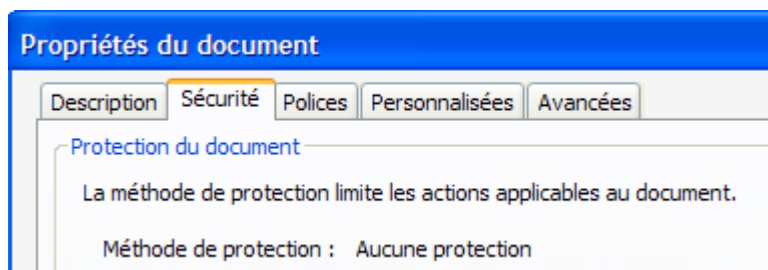 Propriétés du document
Description Sécurité Polices Personnalisées Avancées
Protection du document
La méthode de protection limite les actions applicables au document.
Méthode de protection : Aucune protection